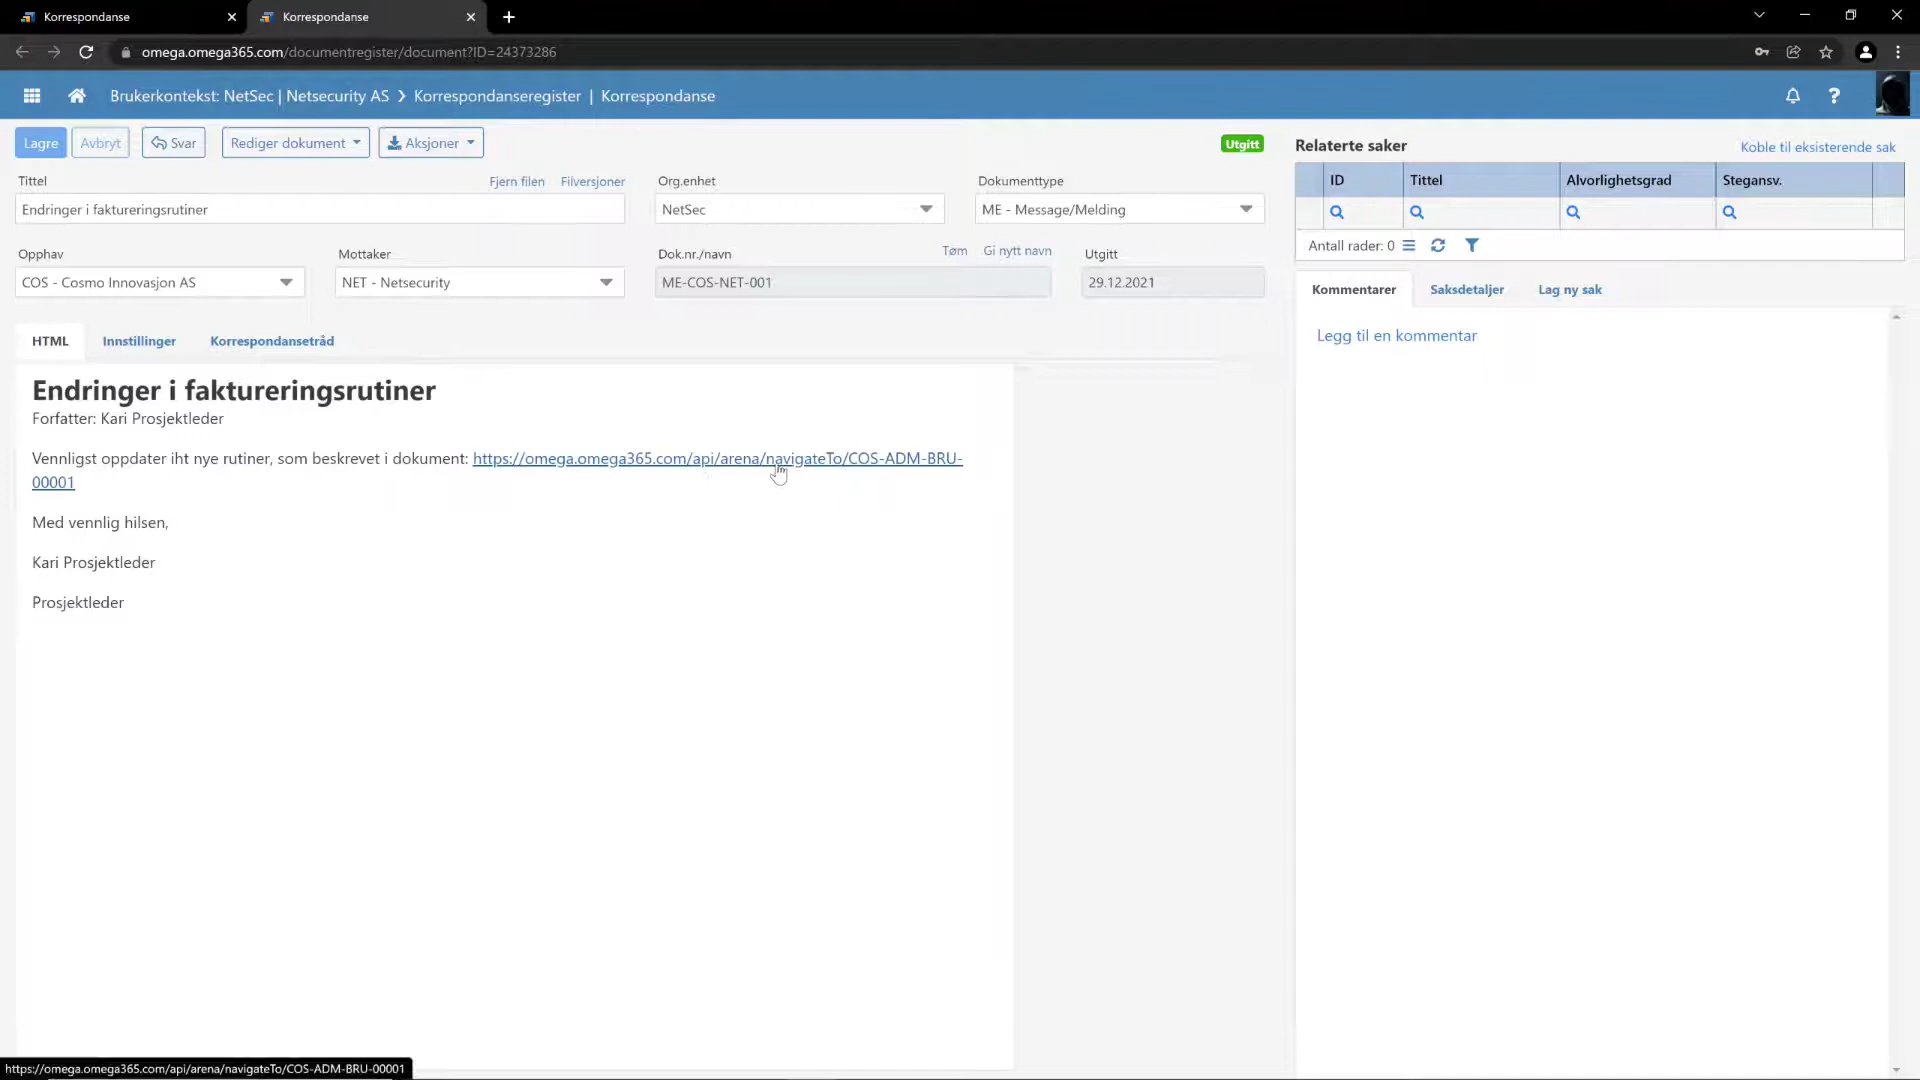 Korrespondanse
Korrespondanse
omega.omega365.com/documentregister/document?ID=24373286
Brukerkontekst: NetSec | Netsecurity AS > Korrespondanseregister | Korrespondanse
?
Lagre
Avbryt
Svar
Rediger dokument
Aksjoner
Utgitt
Tittel
Fjern filen
Filversjoner
Org.enhet
Dokumenttype
Endringer i faktureringsrutiner
NetSec
ME - Message/Melding
Opphav
Mottaker
Dok.nr./navn
Tøm
Gi nytt navn
Utgitt
COS - Cosmo Innovasjon AS
NET - Netsecurity
ME-COS-NET-001
29.12.2021
HTML
Innstillinger
Korrespondansetråd
Endringer i faktureringsrutiner
Forfatter: Kari Prosjektleder
Vennligst oppdater iht nye rutiner, som beskrevet i dokument: https://omega.omega365.com/api/arena/navigateTo/COS-ADM-BRU-
00001
Med vennlig hilsen,
Kari Prosjektleder
Prosjektleder
Relaterte saker
Koble til eksisterende sak
ID
Tittel
Alvorlighetsgrad
Stegansv.
Antall rader: 0
Kommentarer
Saksdetaljer
Lag ny sak
Legg til en kommentar
https://omega.omega365.com/api/arena/navigateTo/COS-ADM-BRU-00001